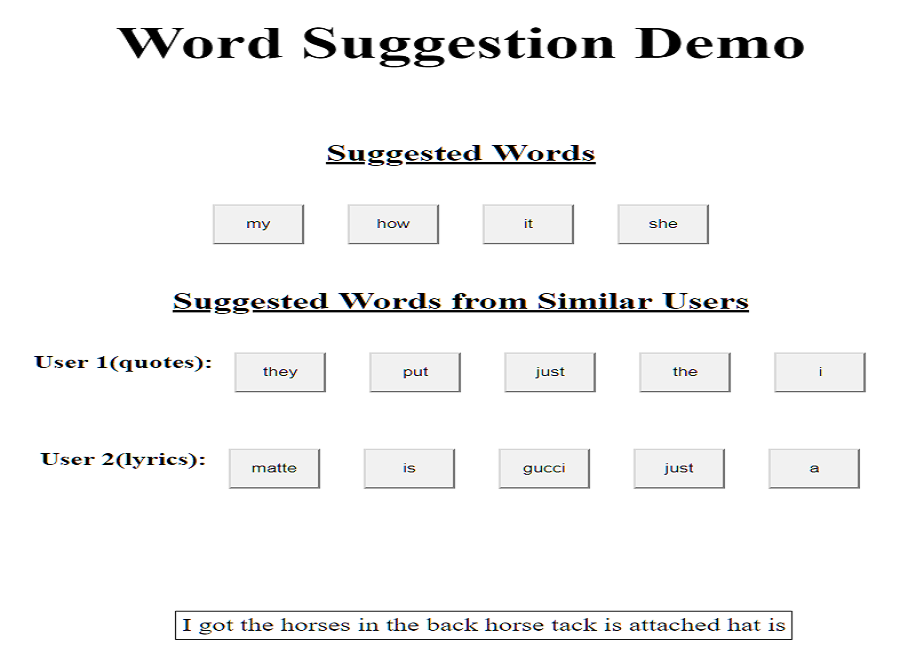 Word Suggestion Demo
Suggested Words
my how it she
Suggested Words from Similar Users
User 1(quotes): they put just the i
User 2(lyrics): matte is gucci just a
I got the horses in the back horse tack is attached hat is